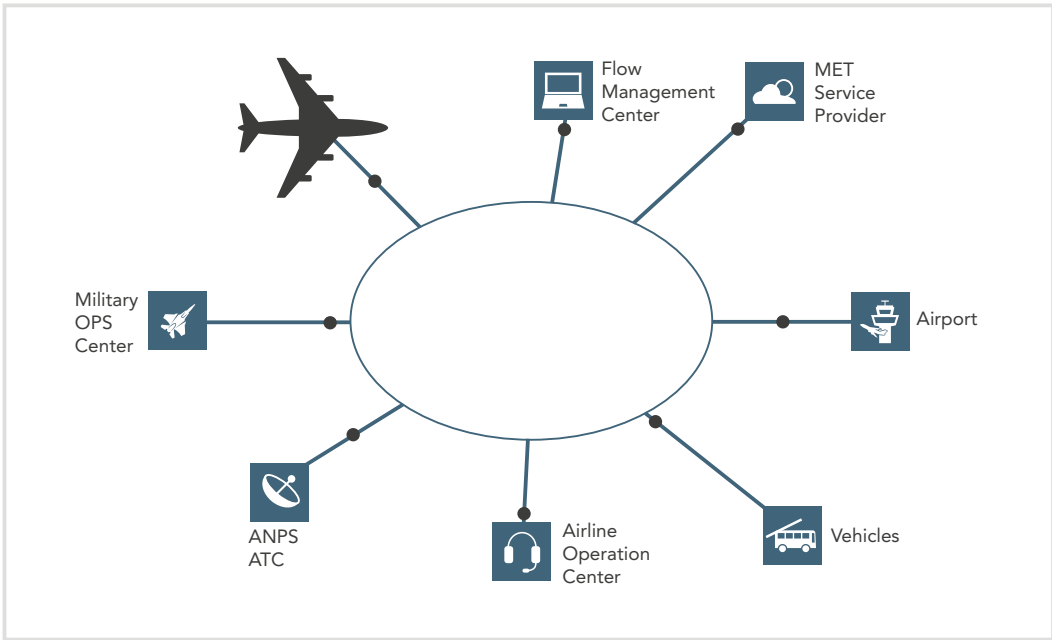 Flow
Management
Center
MET
Service
Provider
Military
OPS
Center
Airport
ANPS
ATC
Airline
Operation
Center
Vehicles